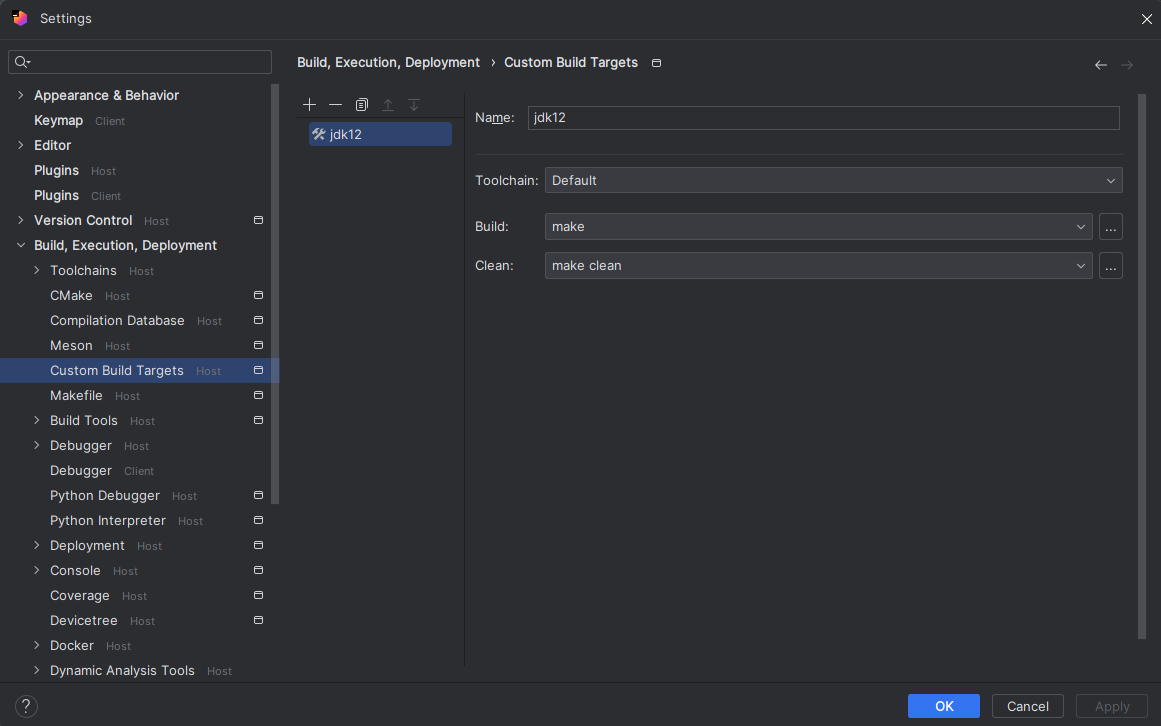 Settings
Build, Execution, Deployment › Custom Build Targets
Appearance & Behavior
Keymap Client
Editor
Plugins Host
Plugins Client
Version Control Host
Build, Execution, Deployment
Toolchains Host
CMake Host
Compilation Database Host
Meson Host
Custom Build Targets Host
Makefile Host
Build Tools Host
Debugger Host
Debugger Client
Python Debugger Host
Python Interpreter Host
Deployment Host
Console Host
Coverage Host
Devicetree Host
Docker Host
Dynamic Analysis Tools Host
jdk12
Name: jdk12
Toolchain: Default
Build: make ...
Clean: make clean ...
? OK Cancel Apply